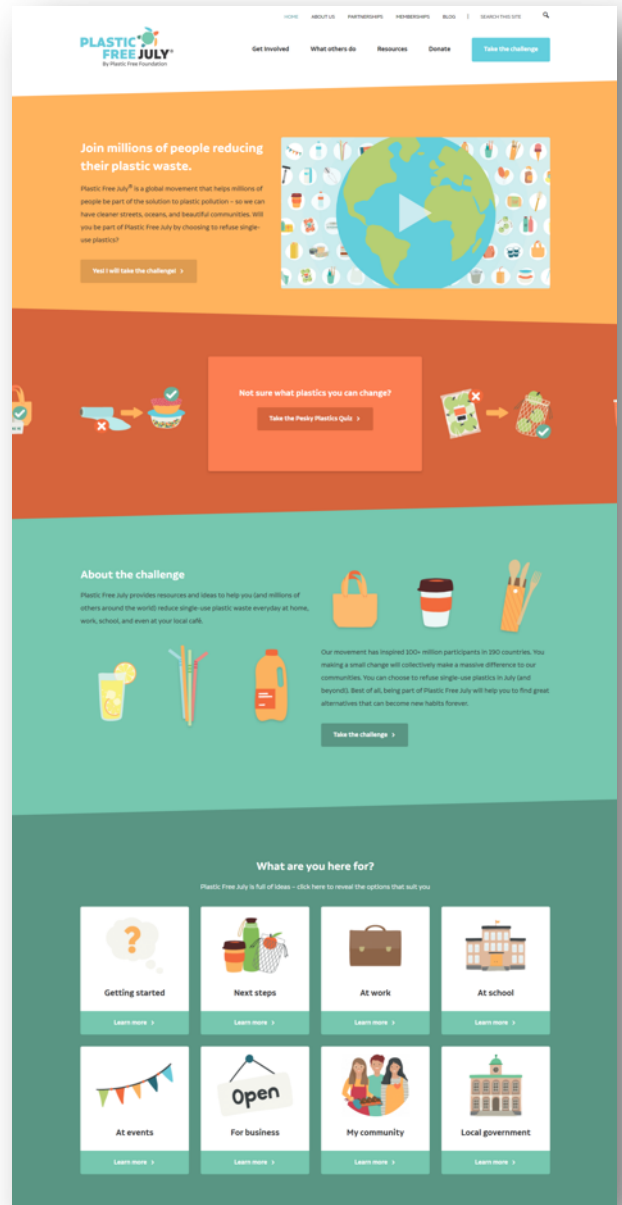 HOME ABOUT US PARTNERSHIPS MEMBERSHIPS BLOG | SEARCH THIS SITE
PLASTIC
FREE JULY®
By Plastic Free Foundation
Get Involved What others do Resources Donate Take the challenge
Join millions of people reducing
their plastic waste.
Plastic Free July® is a global movement that helps millions of
people be part of the solution to plastic pollution – so we can
have cleaner streets, oceans, and beautiful communities. Will
you be part of Plastic Free July by choosing to refuse single-
use plastics?
Yes! I will take the challenge! >
Not sure what plastics you can change?
Take the Pesky Plastics Quiz >
About the challenge
Plastic Free July provides resources and ideas to help you (and millions of
others around the world) reduce single-use plastic waste everyday at home,
work, school, and even at your local café.
Our movement has inspired 100+ million participants in 190 countries. You
making a small change will collectively make a massive difference to our
communities. You can choose to refuse single-use plastics in July (and
beyond!). Best of all, being part of Plastic Free July will help you to find great
alternatives that can become new habits forever.
Take the challenge >
What are you here for?
Plastic Free July is full of ideas – click here to reveal the options that suit you
?
Getting started
Learn more >
Next steps
Learn more >
At work
Learn more >
At school
Learn more >
At events
Learn more >
Open
For business
Learn more >
My community
Learn more >
Local government
Learn more >